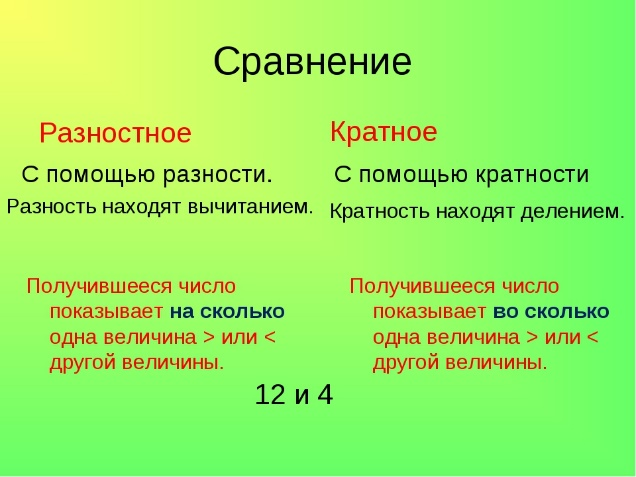 Сравнение
Разностное
С помощью разности.
Разность находят вычитанием.
Получившееся число
показывает на сколько
одна величина > или <
другой величины.
Кратное
С помощью кратности
Кратность находят делением.
Получившееся число
показывает во сколько
одна величина > или <
другой величины.
12 и 4